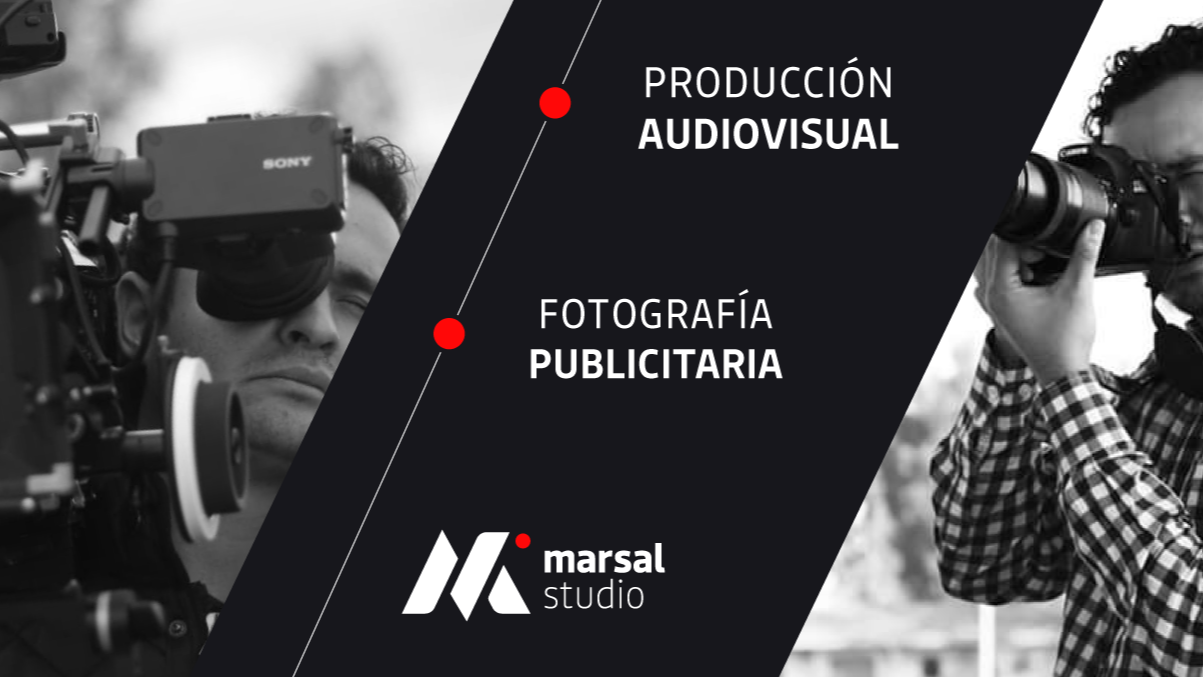 PRODUCCIÓN
AUDIOVISUAL
SONY
FOTOGRAFÍA
PUBLICITARIA
marsal
studio